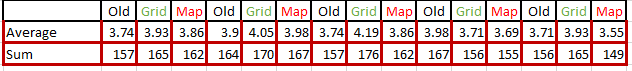 Old Grid Map Old Grid Map Old Grid Map Old Grid Map Old Grid Map
Average 3.74 3.93 3.86 3.9 4.05 3.98 3.74 4.19 3.86 3.98 3.71 3.69 3.71 3.93 3.55
Sum 157 165 162 164 170 167 157 176 162 167 156 155 156 165 149